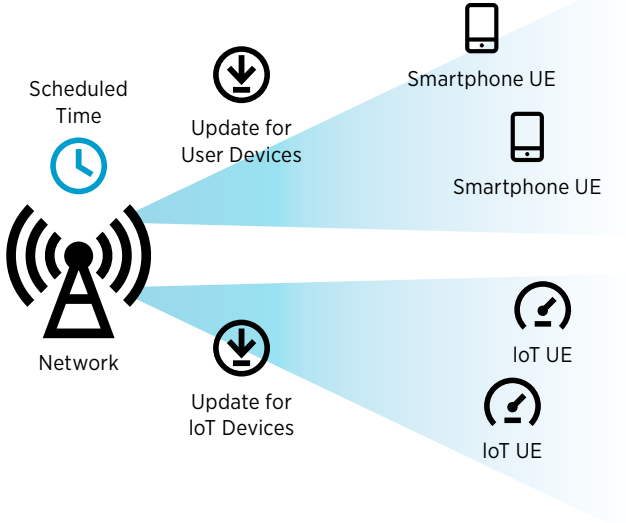 Scheduled
Time
Update for
User Devices
Smartphone UE
Smartphone UE
Network
Update for
IoT Devices
IoT UE
IoT UE